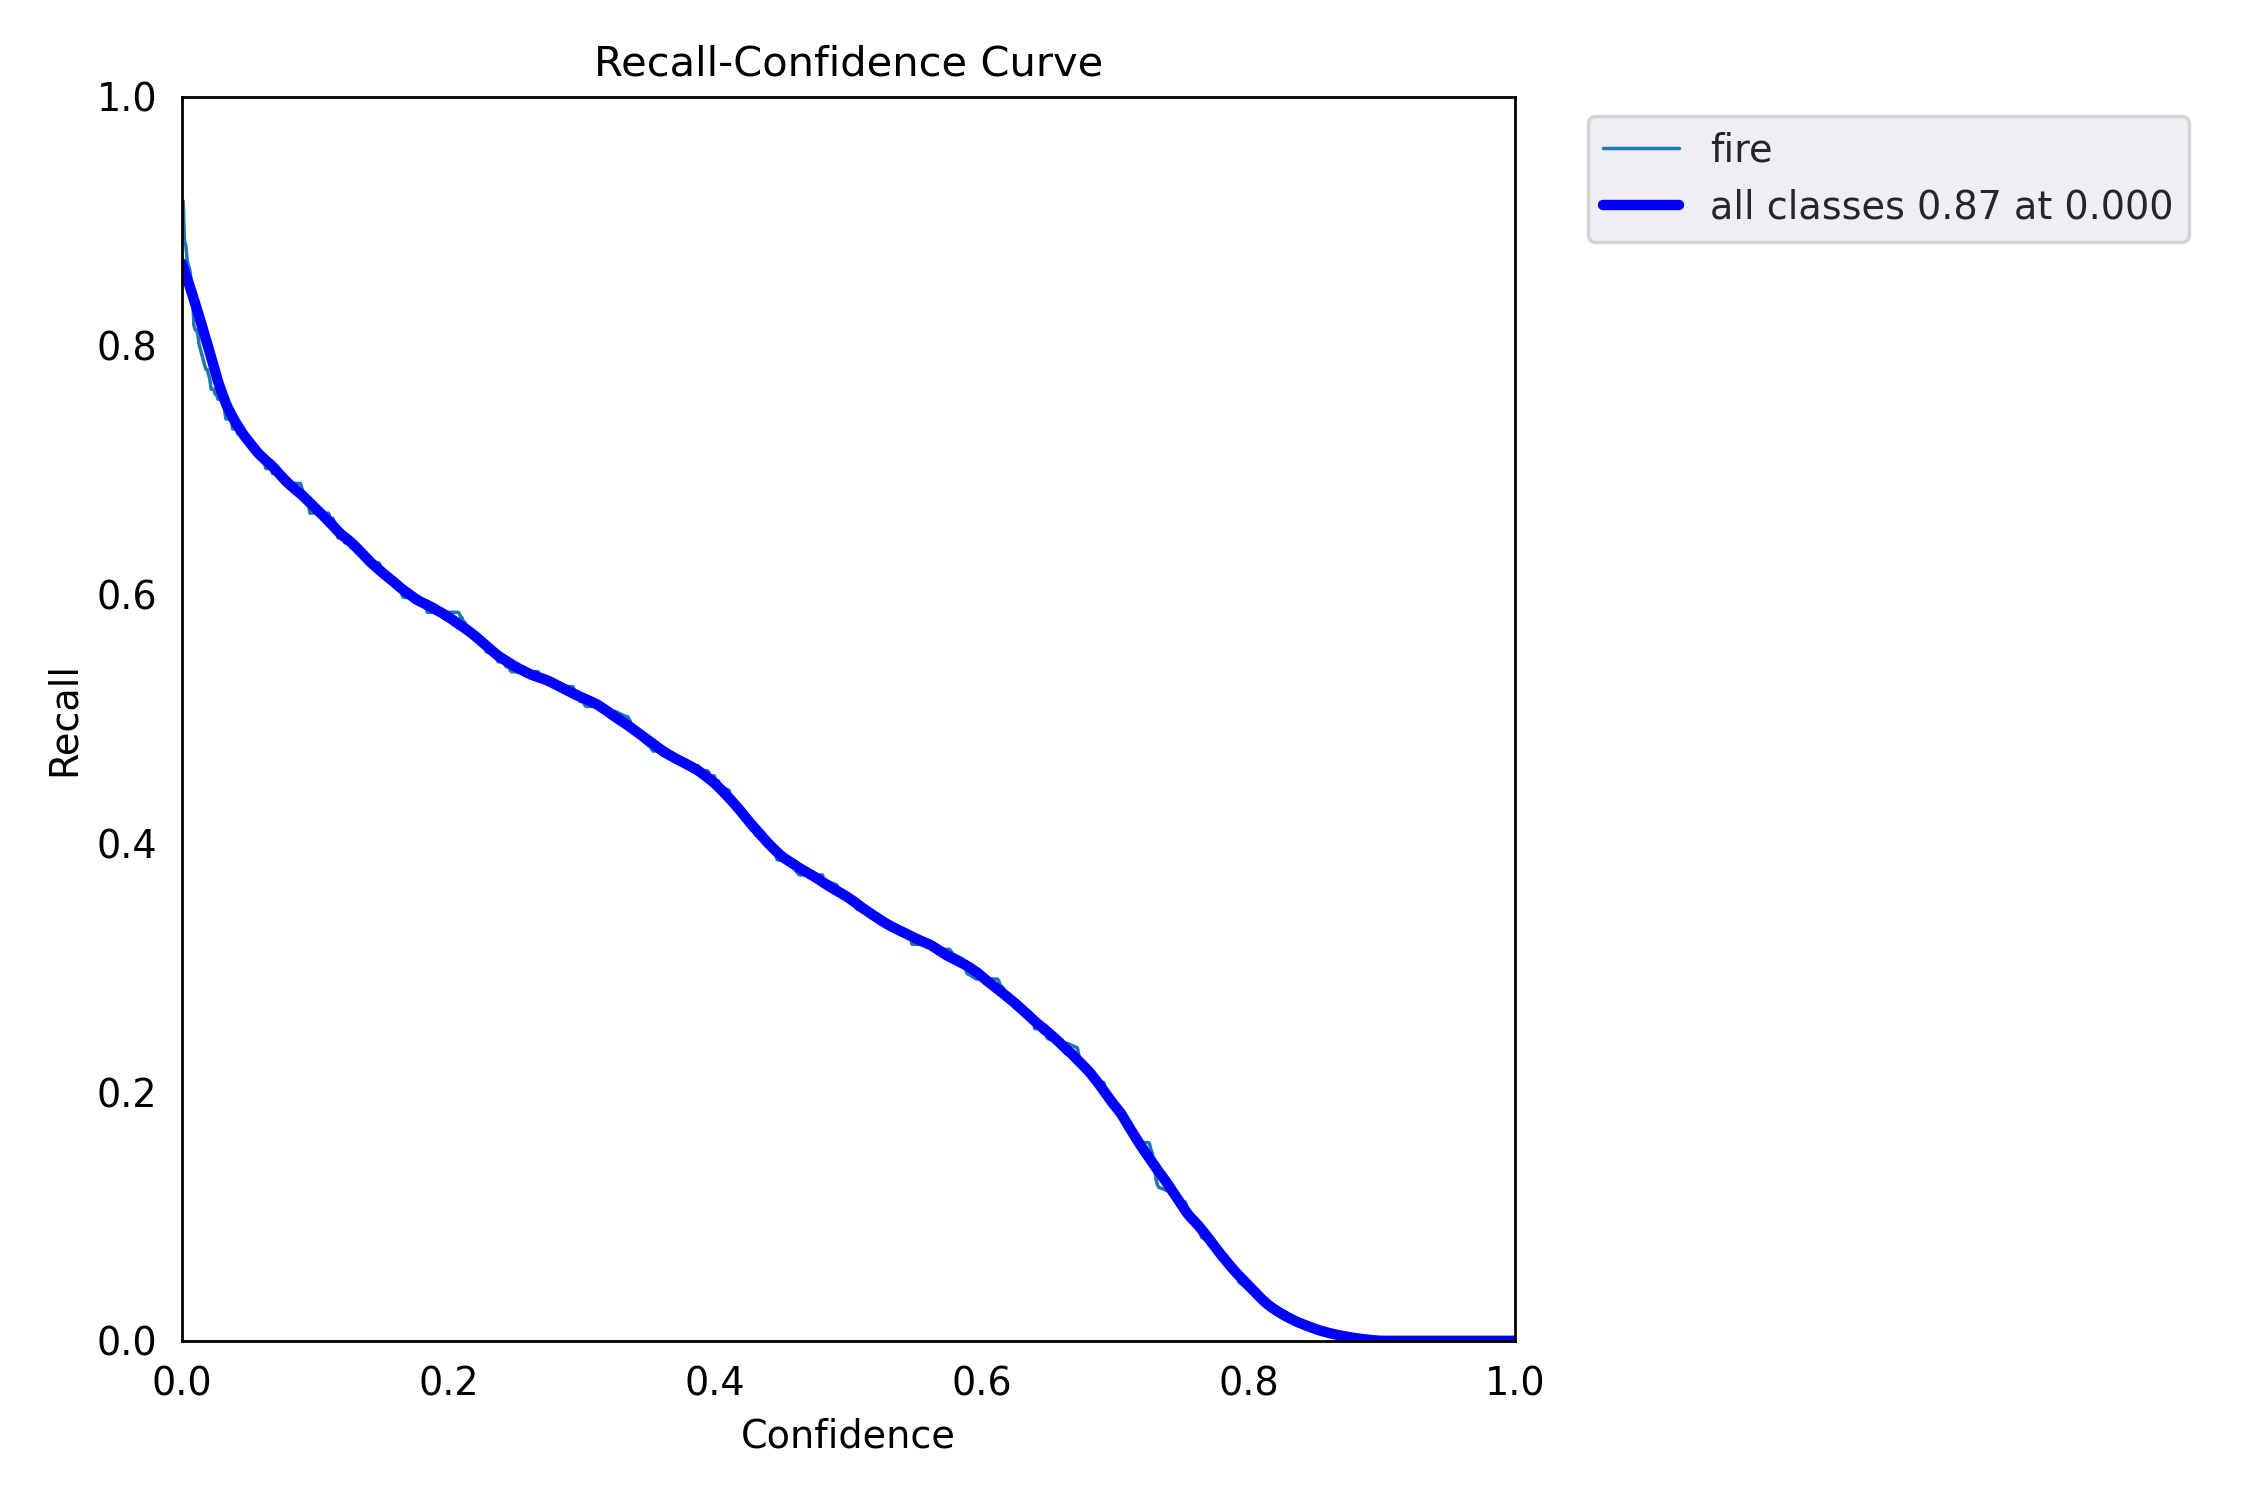 Recall-Confidence Curve
1.0
0.8
0.6
0.4
0.2
0.0
Recall
0.0 0.2 0.4 0.6 0.8 1.0
Confidence
fire
all classes 0.87 at 0.000